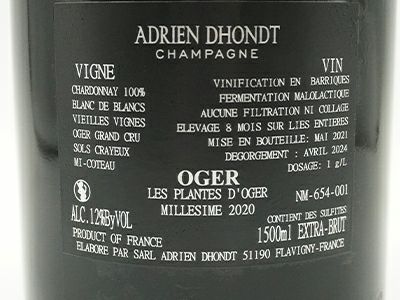 ADRIEN DHONDT
CHAMPAGNE
VIGNE
CHARDONNAY 100%
BLANC DE BLANCS
VIEILLES VIGNES
OGER GRAND CRU
SOLS CRAYEUX
MI-COTEAU
VIN
VINIFICATION EN BARRIQUES
FERMENTATION MALOLACTIQUE
AUCUNE FILTRATION NI COLLAGE
ELEVAGE 8 MOIS SUR LIES ENTIERES
MISE EN BOUTEILLE: MAI 2021
DEGORGEMENT : AVRIL 2024
DOSAGE: 1 g/L
OGER
LES PLANTES D'OGER
MILLESIME 2020
NM-654-001
ALC.12%By VOL
CONTIENT DES SULFITES
1500ml EXTRA-BRUT
PRODUCT OF FRANCE
ELABORE PAR SARL ADRIEN DHONDT 51190 FLAVIGNY-FRANCE